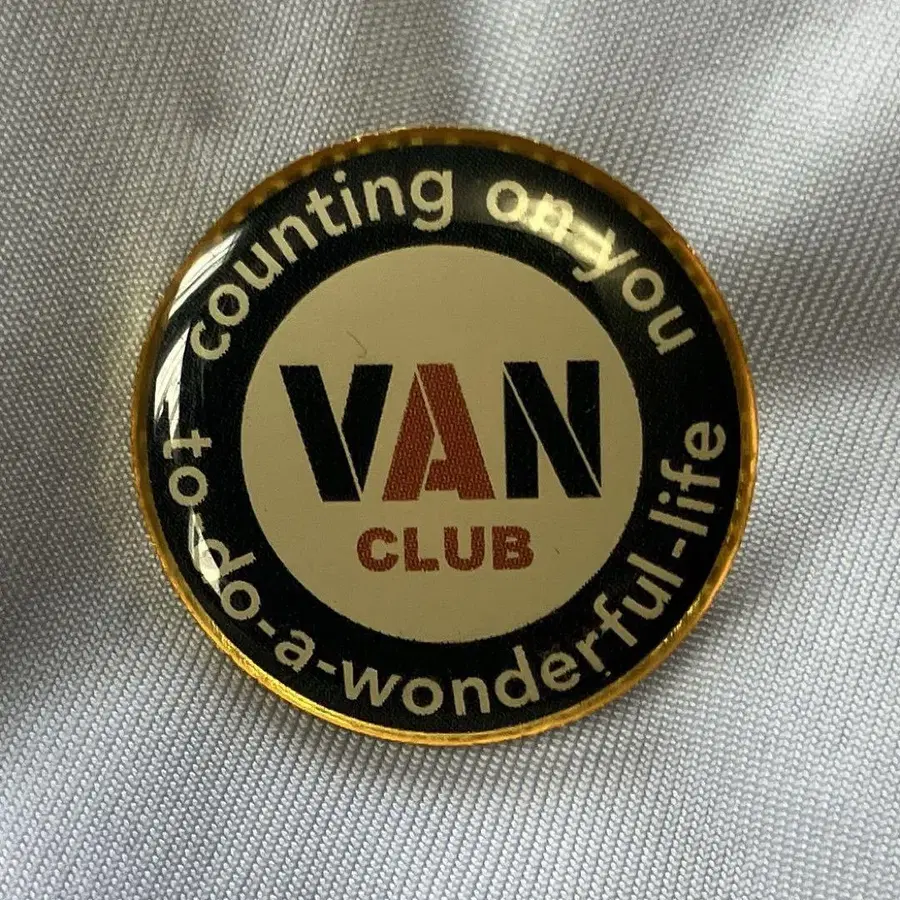 counting on you
VAN
CLUB
to-do-a-wonderful-life